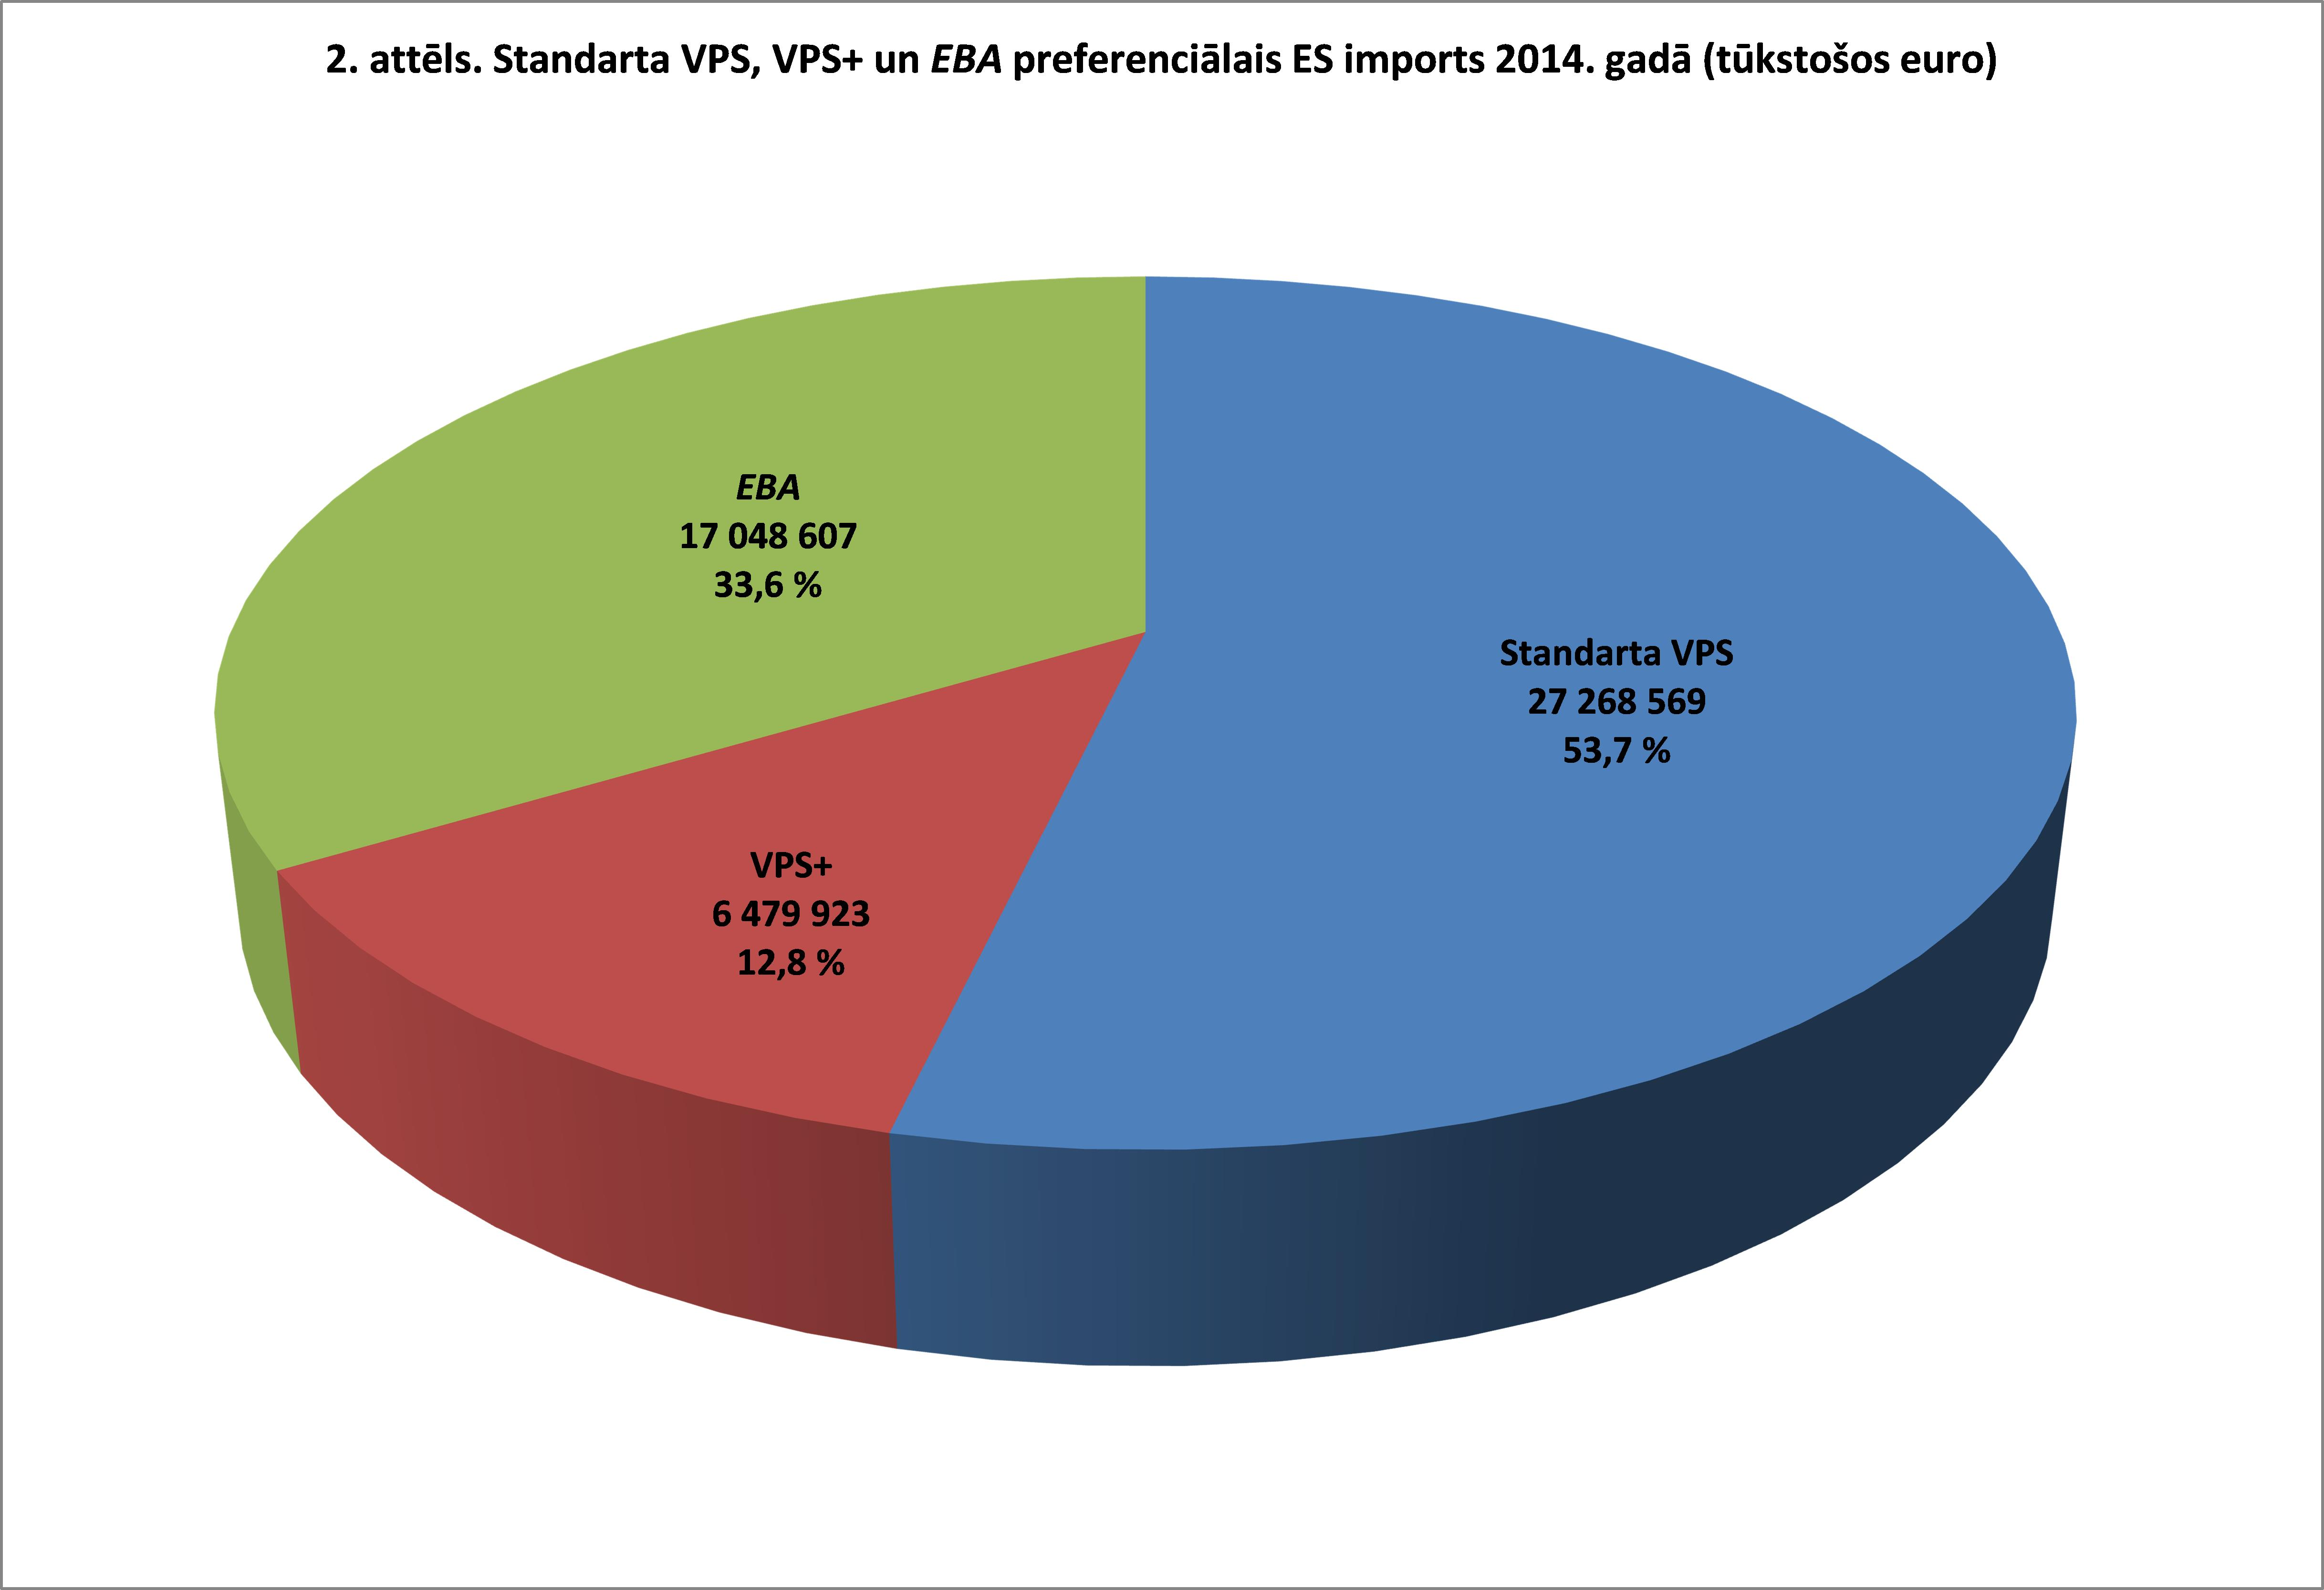 2. attēls. Standarta VPS, VPS+ un EBA preferenciālais ES imports 2014. gadā (tūkstošos euro)
EBA
17 048 607
33,6 %
Standarta VPS
27 268 569
53,7 %
VPS+
6 479 923
12,8 %